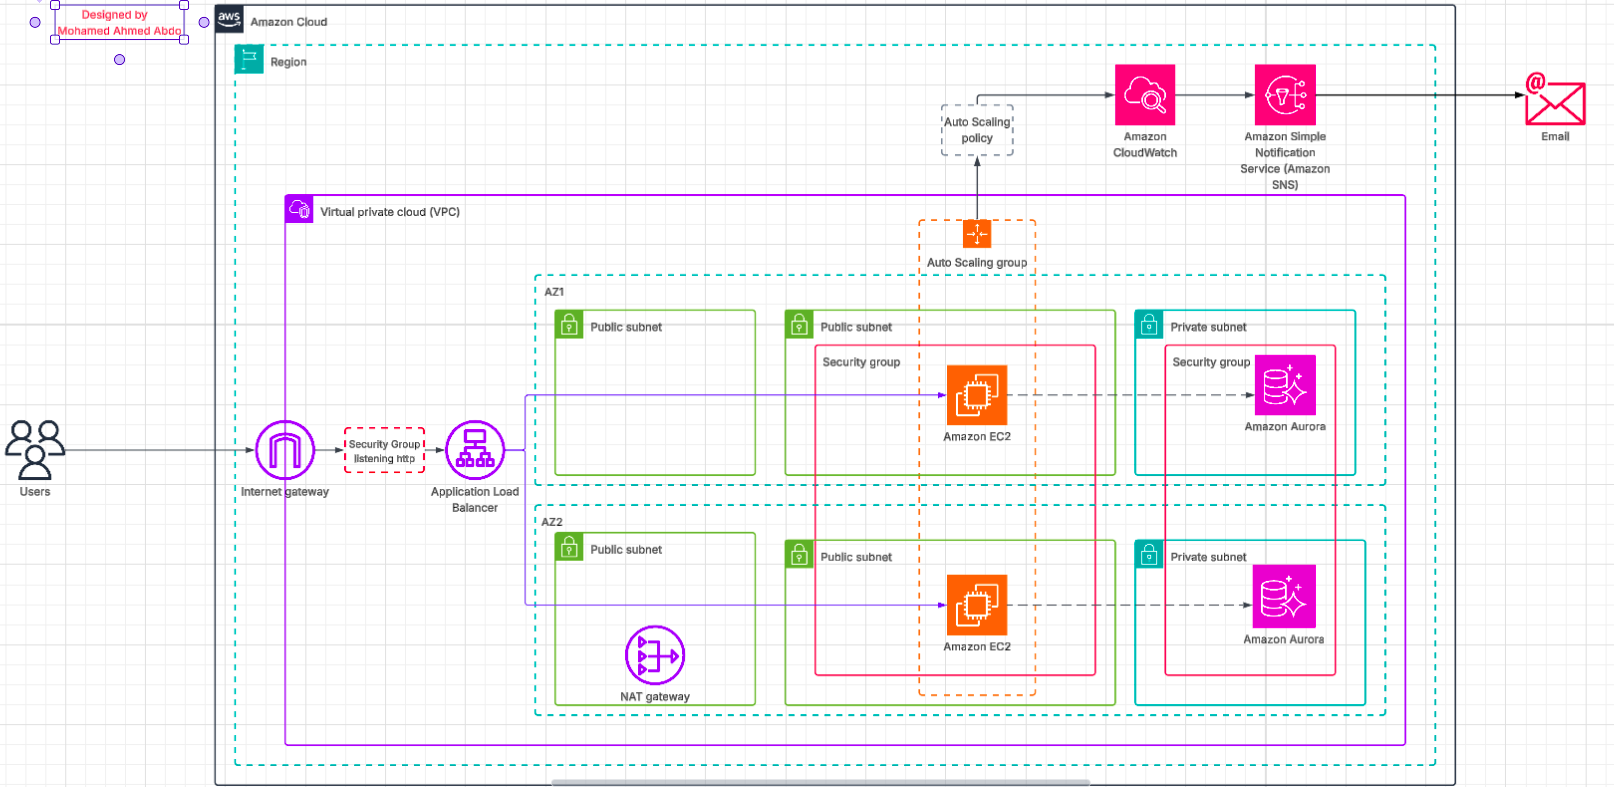 Designed by
Mohamed Ahmed Abdo
aws
Amazon Cloud
Region
Auto Scaling
policy
Amazon
CloudWatch
Amazon Simple
Notification
Service (Amazon
SNS)
@
Email
Virtual private cloud (VPC)
Auto Scaling group
AZ1
Public subnet
Public subnet
Private subnet
Security group
Security group
Amazon EC2
Amazon Aurora
Users
Internet gateway
Security Group
listening http
Application Load
Balancer
AZ2
Public subnet
Public subnet
Private subnet
Amazon EC2
Amazon Aurora
NAT gateway